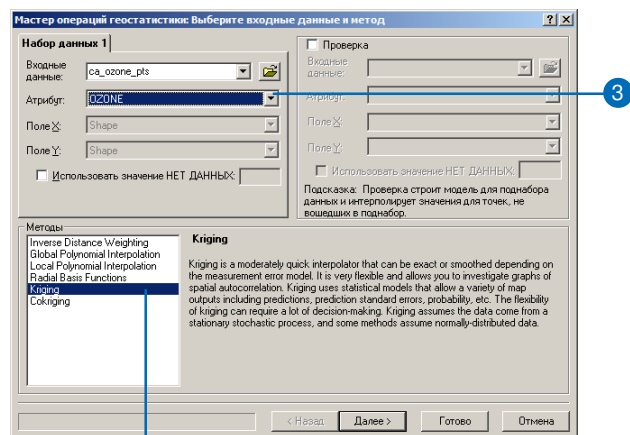 Мастер операций геостатистики: Выберите входные данные и метод
Набор данных 1
Входные данные:
ca_ozone_pts
Атрибут:
OZONE
Поле X:
Shape
Поле Y:
Shape
Использовать значение НЕТ ДАННЫХ:
Проверка
Входные данные:
Атрибут:
Поле X:
Поле Y:
Использовать значение НЕТ ДАННЫХ:
Подсказка: Проверка строит модель для поднабора
данных и интерполирует значения для точек, не
вошедших в поднабор.
3
Методы
Inverse Distance Weighting
Global Polynomial Interpolation
Local Polynomial Interpolation
Radial Basis Functions
Kriging
Cokriging
Kriging
Kriging is a moderately quick interpolator that can be exact or smoothed depending on
the measurement error model. It is very flexible and allows you to investigate graphs of
spatial autocorrelation. Kriging uses statistical models that allow a variety of map
outputs including predictions, prediction standard errors, probability, etc. The flexibility
of kriging can require a lot of decision-making. Kriging assumes the data come from a
stationary stochastic process, and some methods assume normally-distributed data.
< Назад
Далее >
Готово
Отмена